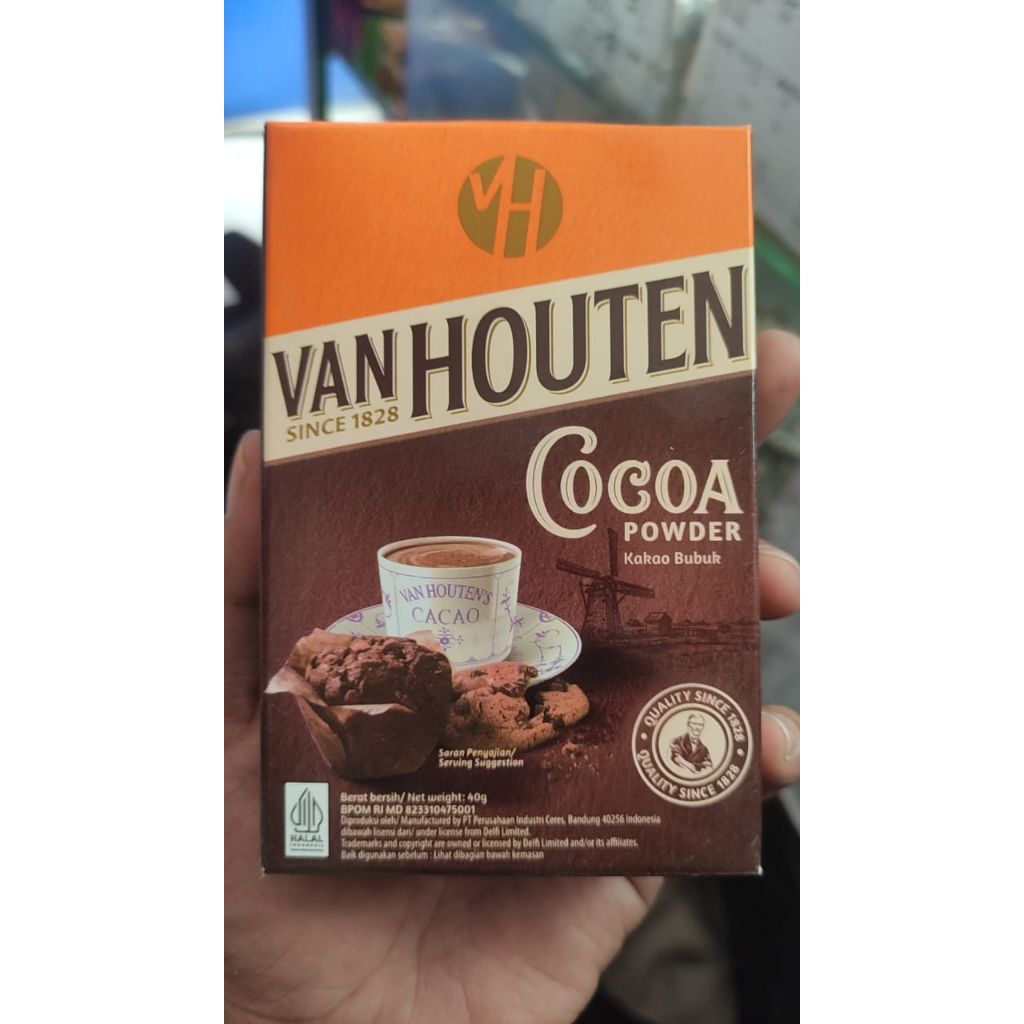 VH
VAN HOUTEN
SINCE 1828
COCOA
POWDER
Kakao Bubuk
VAN HOUTEN'S
CACAO
Saran Penyajian/
Serving Suggestion
QUALITY SINCE 1828
QUALITY SINCE 1828
HALAL
INDONESIA
Berat bersih/ Net weight: 40g
BPOM RI MD 823310475001
Diproduksi oleh/ Manufactured by PT Perusahaan Industri Ceres, Bandung 40256 Indonesia
dibawah lisensi dari/ under license from Delfi Limited.
Trademarks and copyright are owned or licensed by Delfi Limited and/or its affiliates.
Baik digunakan sebelum : Lihat dibagian bawah kemasan